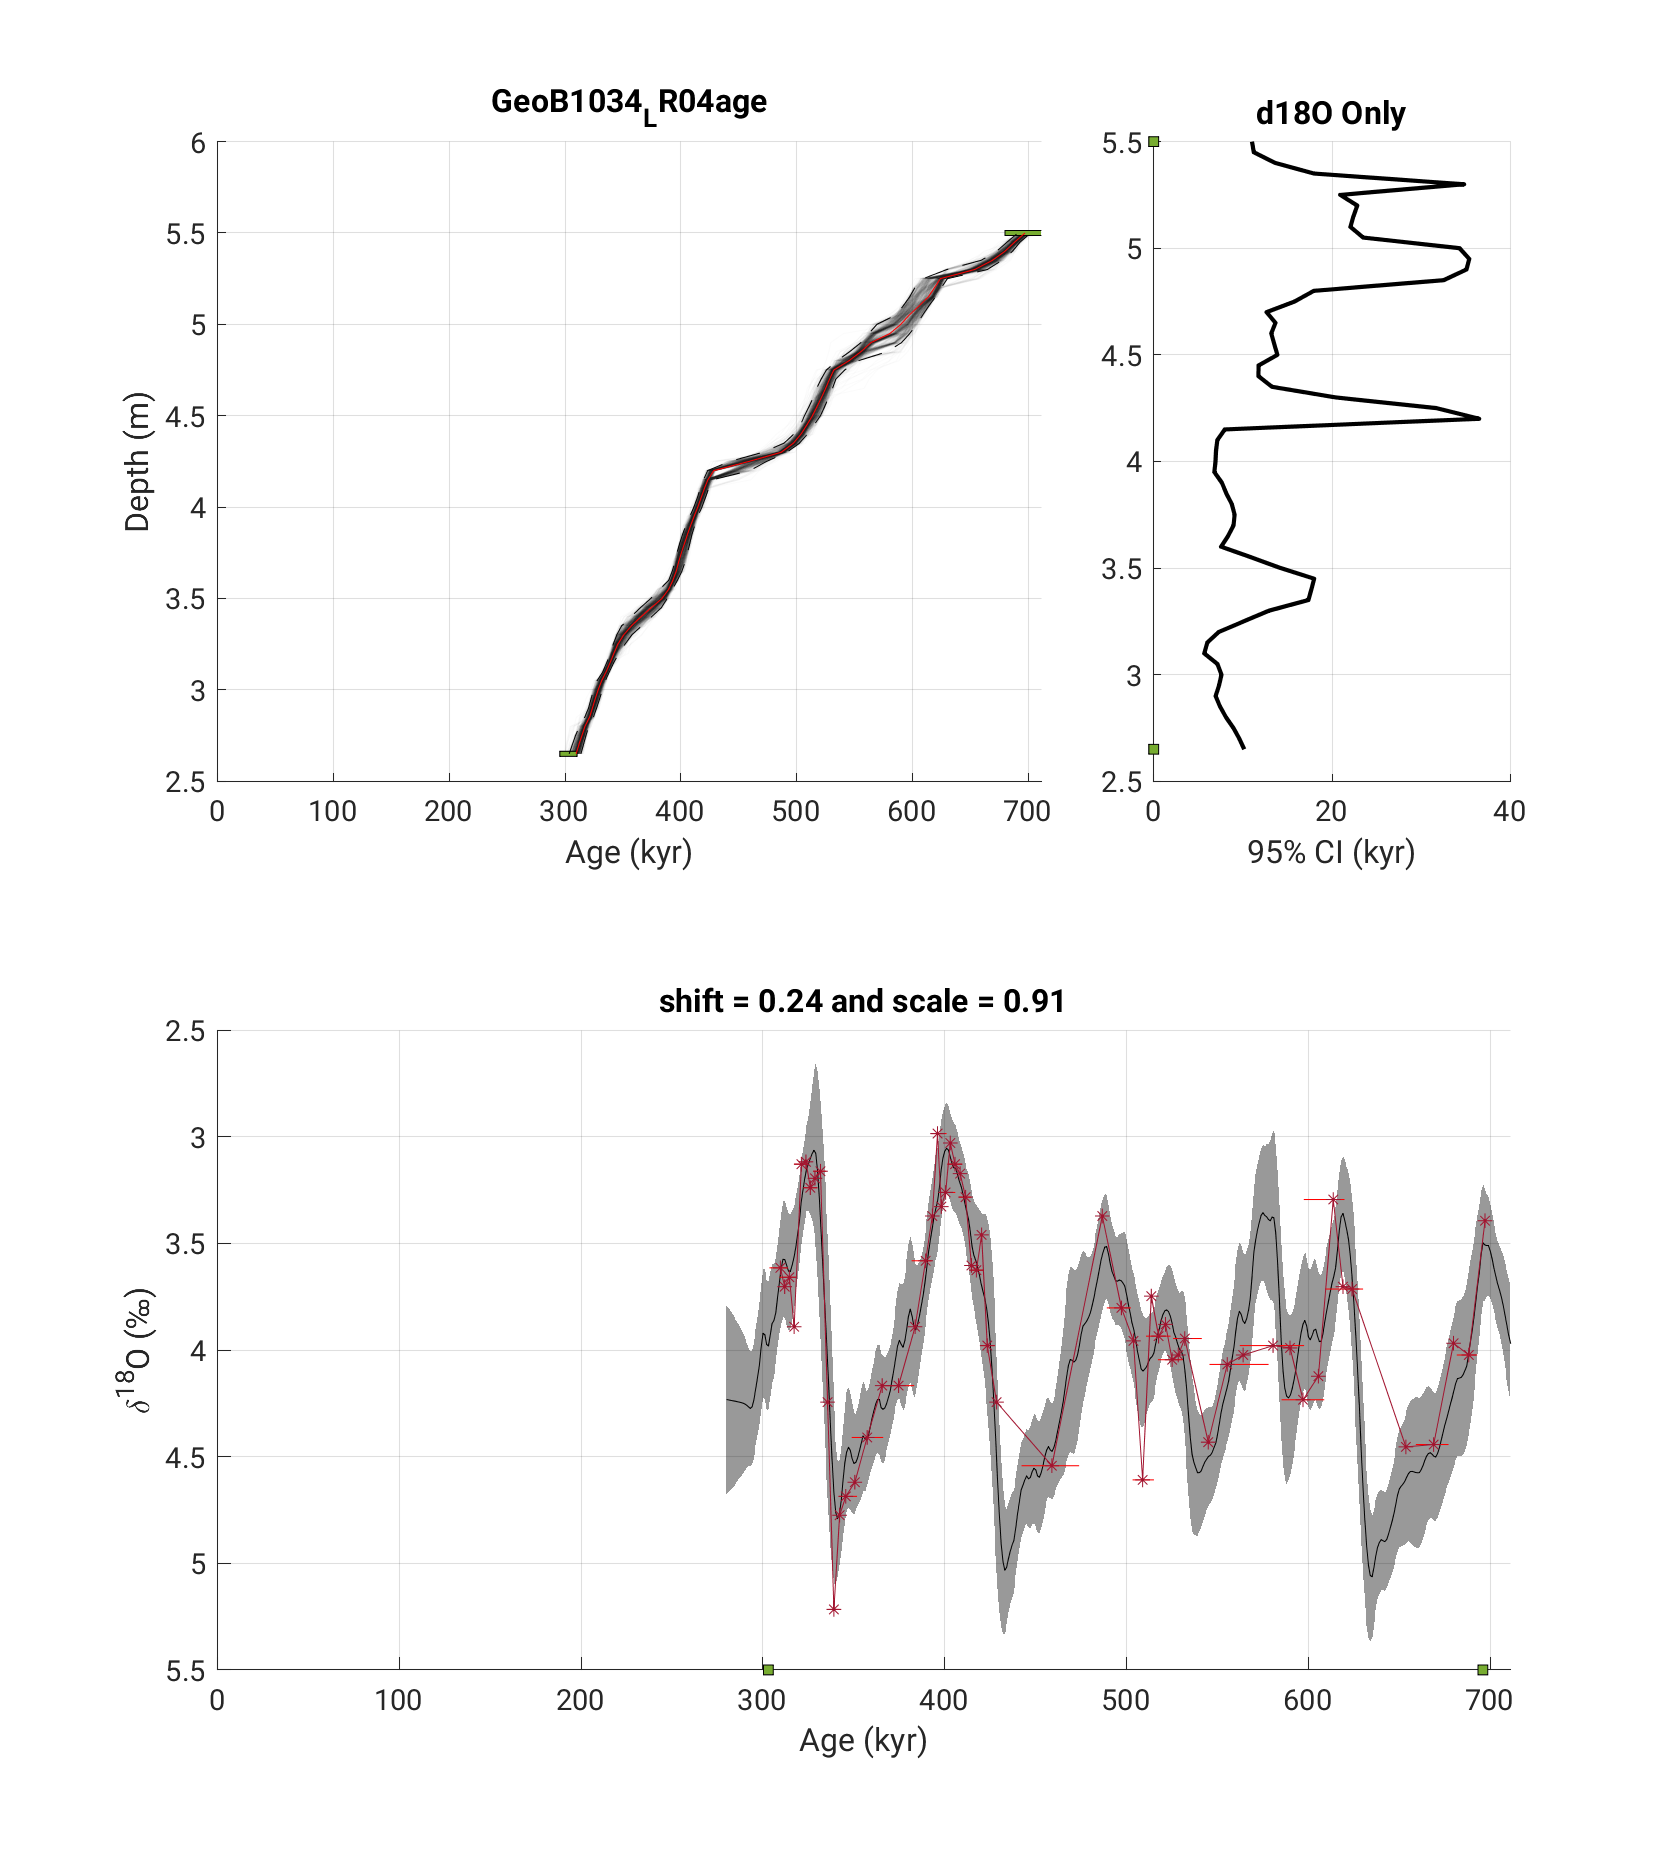 GeoB1034LR04age
6
5.5
5
4.5
4
3.5
3
2.5
Depth (m)
0 100 200 300 400 500 600 700
Age (kyr)
d18O Only
5.5
5
4.5
4
3.5
3
2.5
0 20 40
95% CI (kyr)
shift = 0.24 and scale = 0.91
2.5
3
3.5
4
4.5
5
5.5
δ18O (‰)
0 100 200 300 400 500 600 700
Age (kyr)